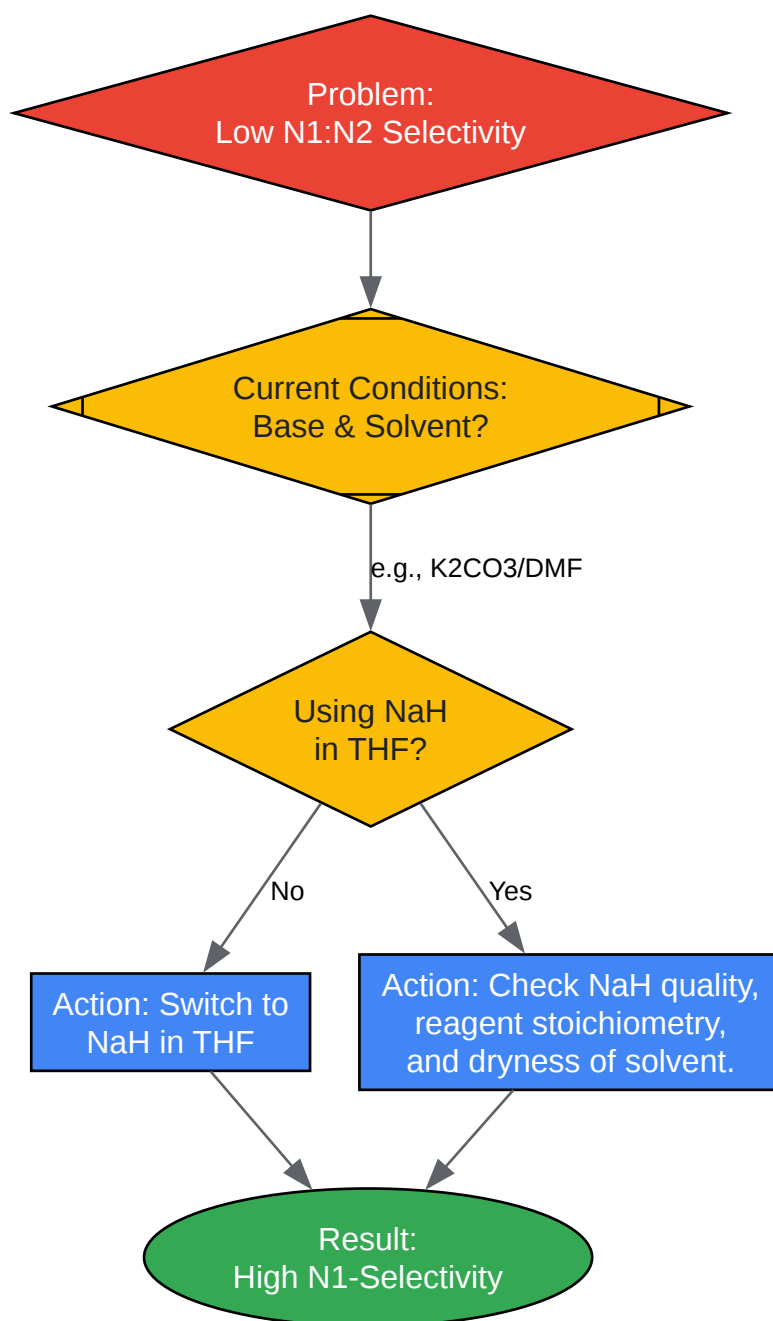 Problem:
Low N1:N2 Selectivity
Current Conditions:
Base & Solvent?
e.g., K2CO3/DMF
Using NaH
in THF?
No
Yes
Action: Switch to
NaH in THF
Action: Check NaH quality,
reagent stoichiometry,
and dryness of solvent.
Result:
High N1-Selectivity